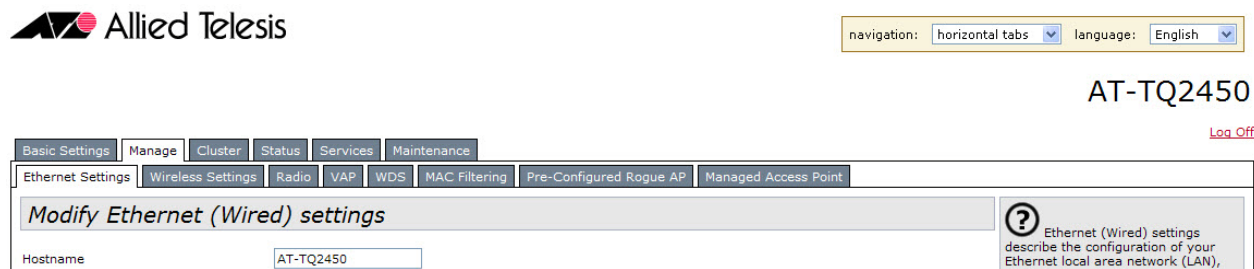 Allied Telesis
navigation: horizontal tabs language: English
AT-TQ2450
Log Off
Basic Settings Manage Cluster Status Services Maintenance
Ethernet Settings Wireless Settings Radio VAP WDS MAC Filtering Pre-Configured Rogue AP Managed Access Point
Modify Ethernet (Wired) settings
Hostname AT-TQ2450
? Ethernet (Wired) settings
describe the configuration of your
Ethernet local area network (LAN),